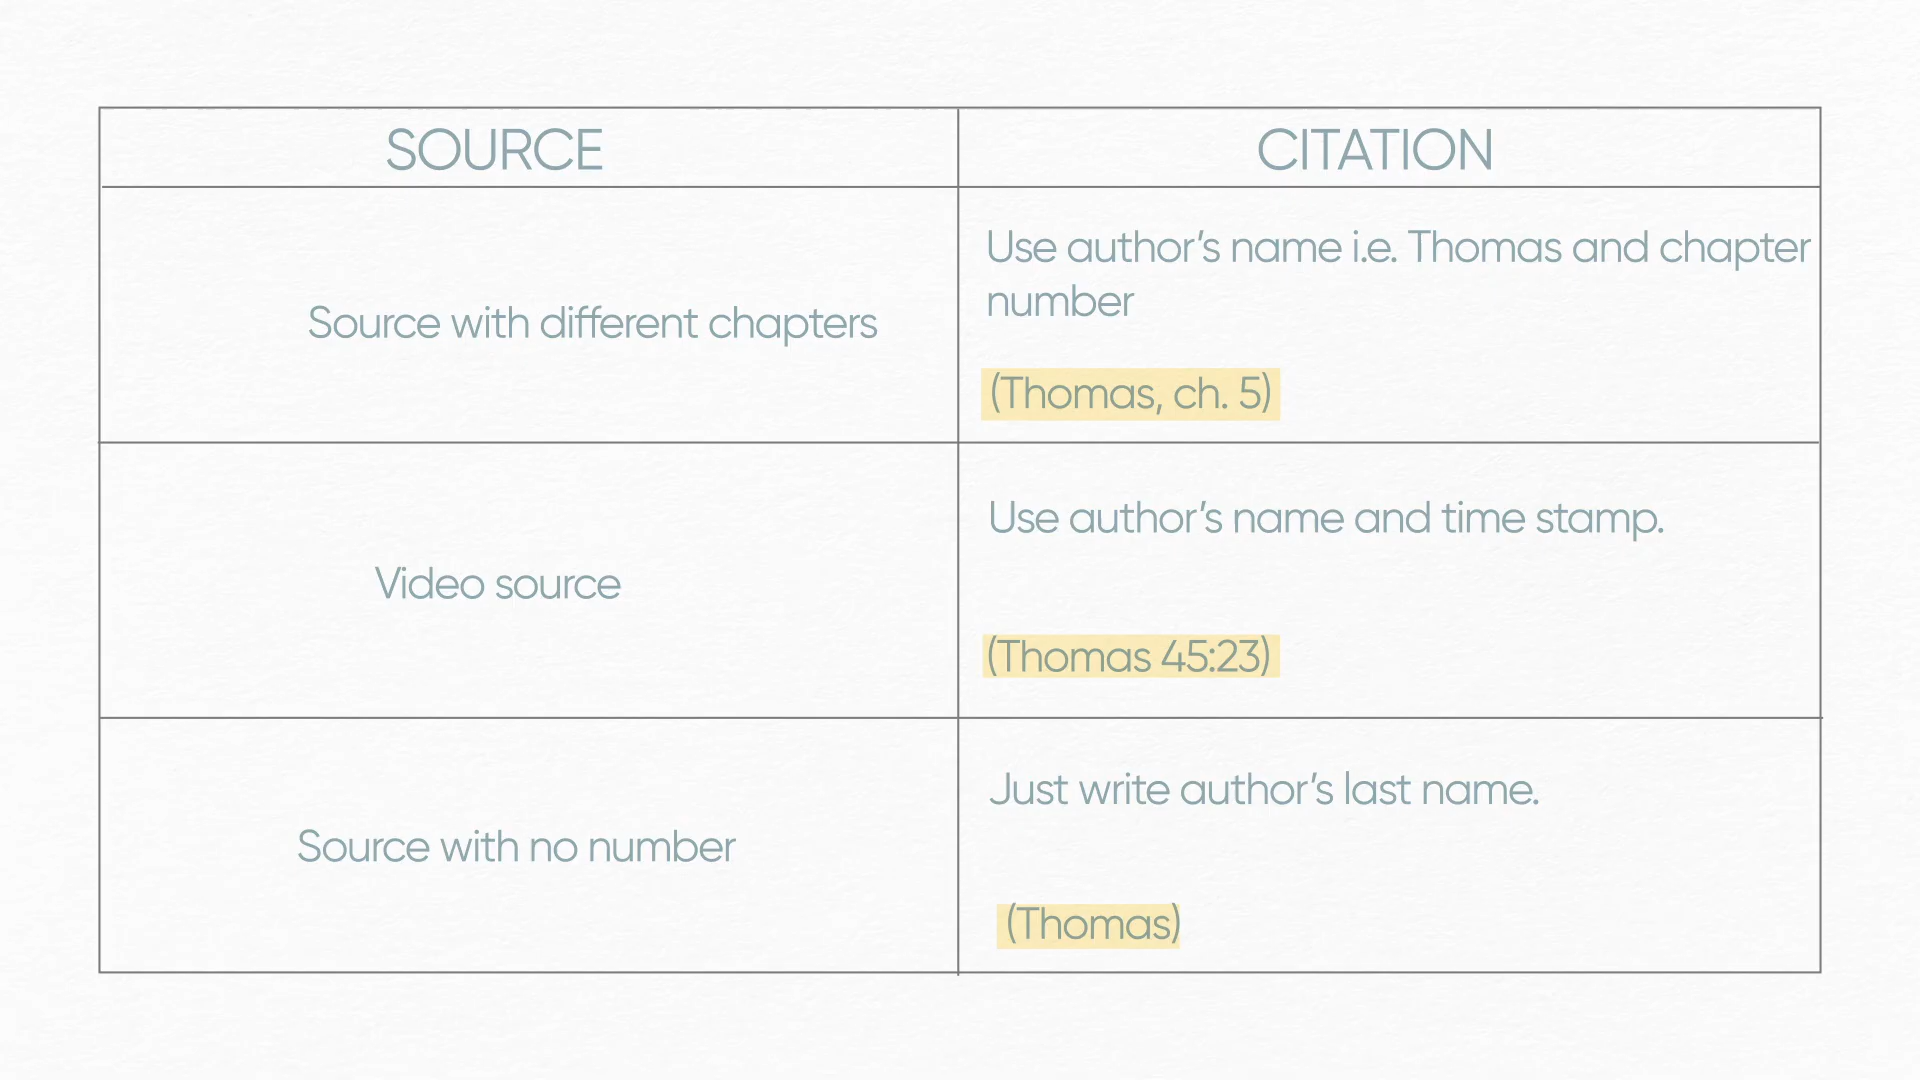 SOURCE
CITATION
Source with different chapters
Use author’s name i.e. Thomas and chapter
number
(Thomas, ch. 5)
Video source
Use author’s name and time stamp.
(Thomas 45:23)
Source with no number
Just write author’s last name.
(Thomas)